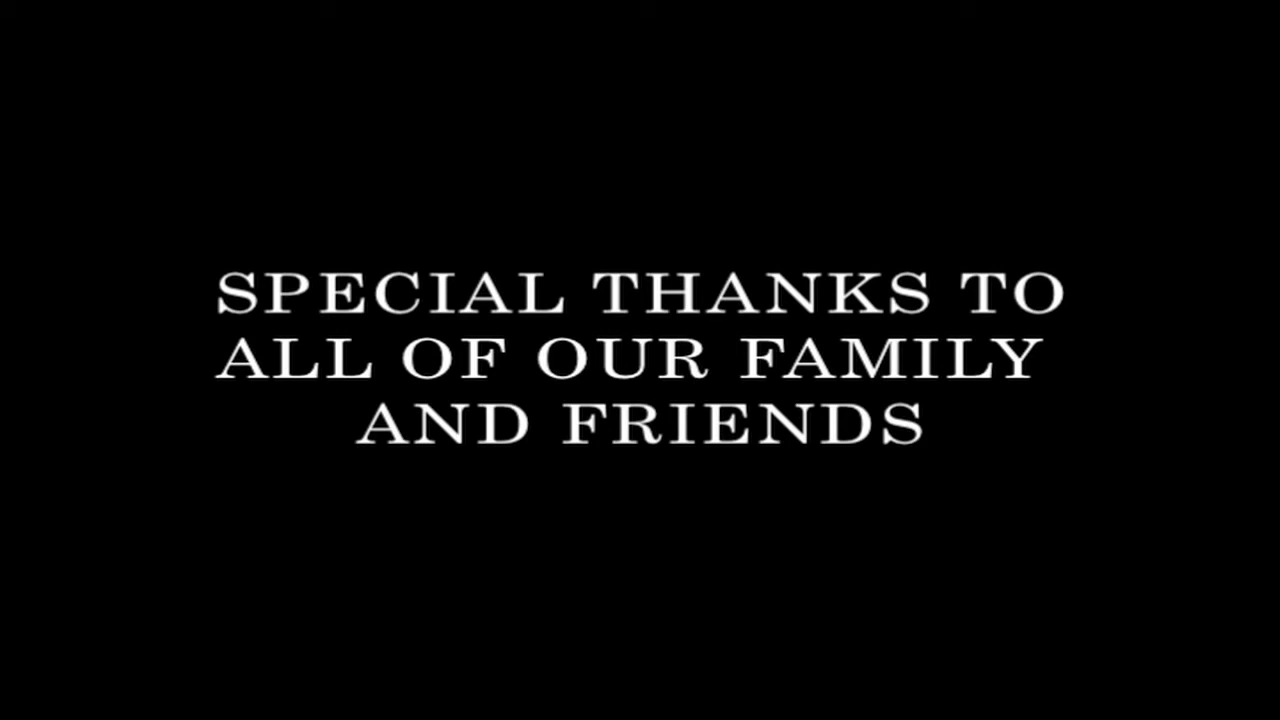 SPECIAL THANKS TO
ALL OF OUR FAMILY
AND FRIENDS